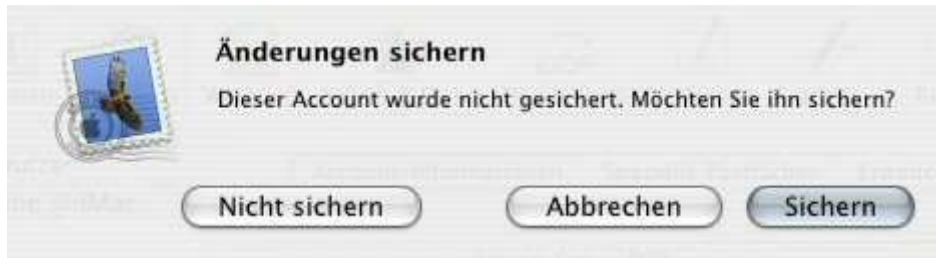 Änderungen sichern
Dieser Account wurde nicht gesichert. Möchten Sie ihn sichern?
Nicht sichern Abbrechen Sichern